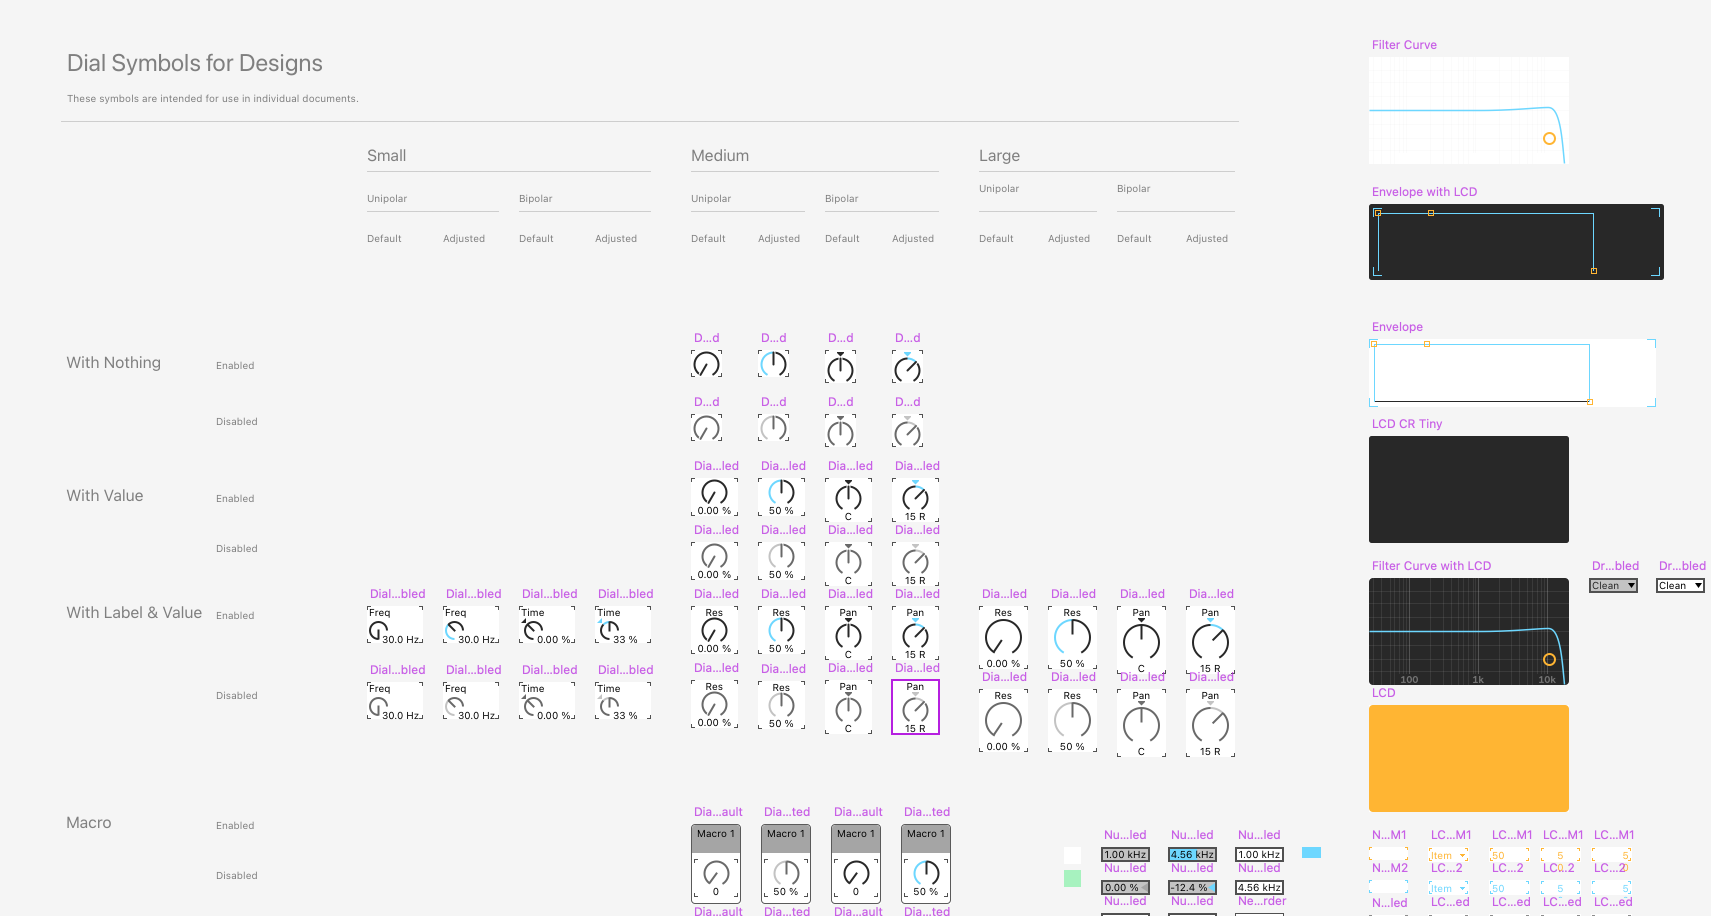 Dial Symbols for Designs
These symbols are intended for use in individual documents.
Small
Medium
Large
Unipolar
Bipolar
Unipolar
Bipolar
Unipolar
Bipolar
Default
Adjusted
Default
Adjusted
Default
Adjusted
Default
Adjusted
Default
Adjusted
Default
Adjusted
With Nothing
Enabled
D...d
D...d
D...d
D...d
Disabled
D...d
D...d
D...d
D...d
With Value
Enabled
Dia...led
Dia...led
Dia...led
Dia...led
0.00 %
50 %
C
15 R
Disabled
Dia...led
Dia...led
Dia...led
Dia...led
0.00 %
50 %
C
15 R
With Label & Value
Enabled
Dial...bled
Dial...bled
Dial...bled
Dial...bled
Dia...led
Dia...led
Dia...led
Dia...led
Dia...led
Dia...led
Dia...led
Dia...led
Freq
Freq
Time
Time
Res
Res
Pan
Pan
Res
Res
Pan
Pan
30.0 Hz
30.0 Hz
0.00 %
33 %
0.00 %
50 %
C
15 R
0.00 %
50 %
C
15 R
Disabled
Dial...bled
Dial...bled
Dial...bled
Dial...bled
Dia...led
Dia...led
Dia...led
Dia...led
Dia...led
Dia...led
Dia...led
Dia...led
Freq
Freq
Time
Time
Res
Res
Pan
Pan
Res
Res
Pan
Pan
30.0 Hz
30.0 Hz
0.00 %
33 %
0.00 %
50 %
C
15 R
0.00 %
50 %
C
15 R
Macro
Enabled
Disabled
Dia...ault
Dia...ted
Dia...ault
Dia...ted
Macro 1
Macro 1
Macro 1
Macro 1
0
50 %
0
50 %
Dia...ault
Dia...ted
Dia...ault
Dia...ted
Nu...led
Nu...led
Nu...led
1.00 kHz
4.56 kHz
1.00 kHz
Nu...led
Nu...led
Nu...led
0.00 %
-12.4 %
4.56 kHz
Nu...led
Nu...led
Ne...rder
Filter Curve
Envelope with LCD
Envelope
LCD CR Tiny
Filter Curve with LCD
100
1k
10k
Dr...bled
Dr...bled
Clean
Clean
LCD
N...M1
LC...M1
LC...M1
LC...M1
LC...M1
Item
50
5
5
N...M2
LC...2
LC...2
LC...2
LC...2
Item
50
5
5
N...led
LC...ed
LC...ed
LC...ed
LC...ed